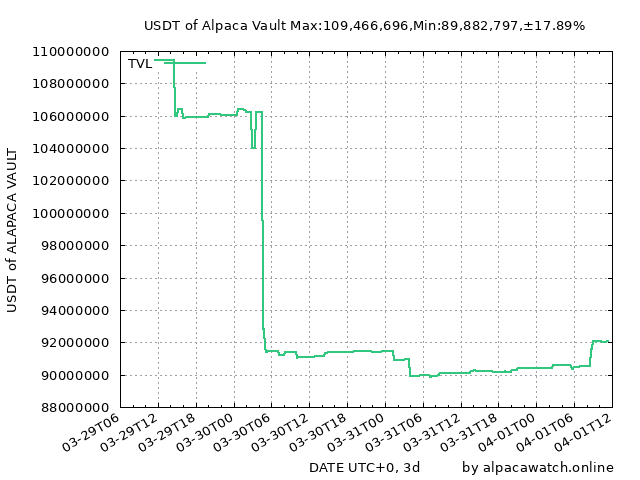 USDT of Alpaca Vault Max:109,466,696,Min:89,882,797,±17.89%
TVL
USDT of ALAPACA VAULT
110000000
108000000
106000000
104000000
102000000
100000000
98000000
96000000
94000000
92000000
90000000
88000000
03-29T06
03-29T12
03-29T18
03-30T00
03-30T06
03-30T12
03-30T18
03-31T00
03-31T06
03-31T12
03-31T18
04-01T00
04-01T06
04-01T12
DATE UTC+0, 3d
by alpacawatch.online